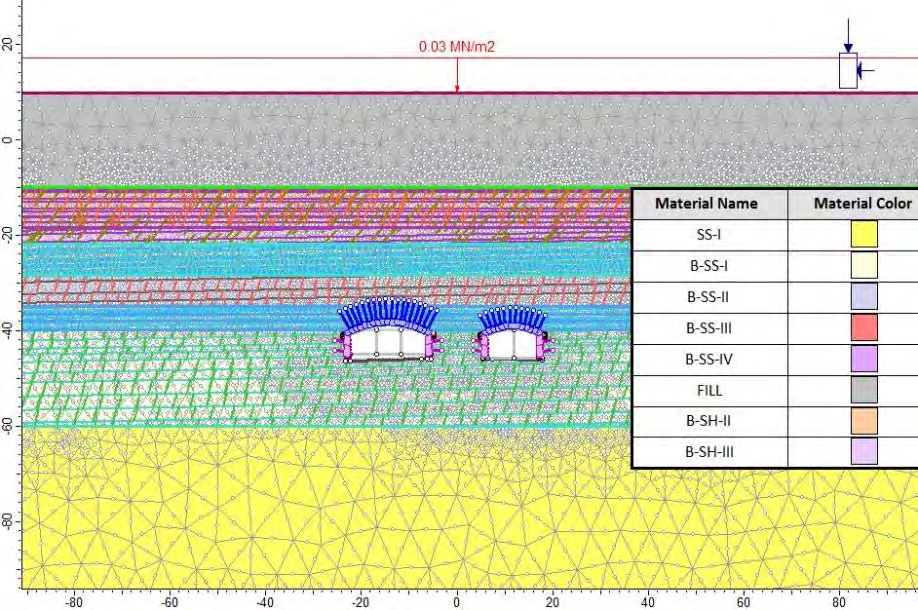 0.03 MN/m2
20
0
-20
-40
-60
-80
Material Name Material Color
SS-I
B-SS-I
B-SS-II
B-SS-III
B-SS-IV
FILL
B-SH-II
B-SH-III
-80 -60 -40 -20 0 20 40 60 80